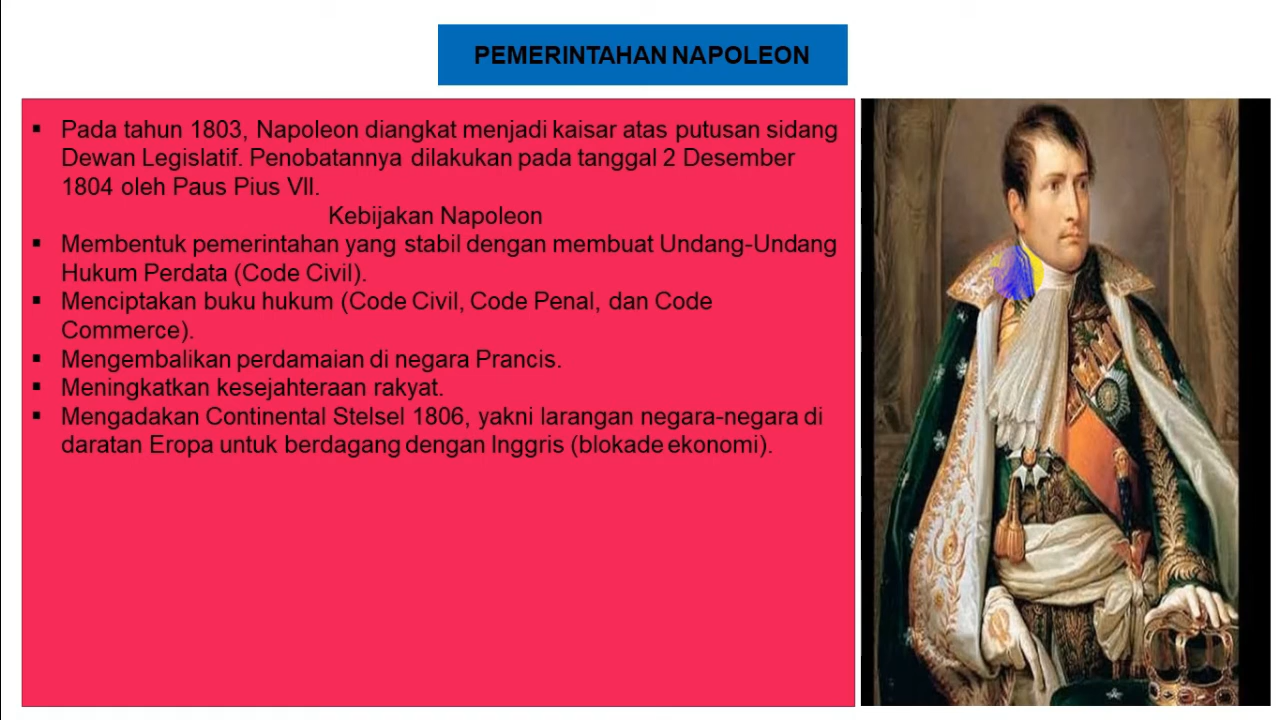 PEMERINTAHAN NAPOLEON
▪ Pada tahun 1803, Napoleon diangkat menjadi kaisar atas putusan sidang
Dewan Legislatif. Penobatannya dilakukan pada tanggal 2 Desember
1804 oleh Paus Pius VII.
Kebijakan Napoleon
▪ Membentuk pemerintahan yang stabil dengan membuat Undang-Undang
Hukum Perdata (Code Civil).
▪ Menciptakan buku hukum (Code Civil, Code Penal, dan Code
Commerce).
▪ Mengembalikan perdamaian di negara Prancis.
▪ Meningkatkan kesejahteraan rakyat.
▪ Mengadakan Continental Stelsel 1806, yakni larangan negara-negara di
daratan Eropa untuk berdagang dengan Inggris (blokade ekonomi).